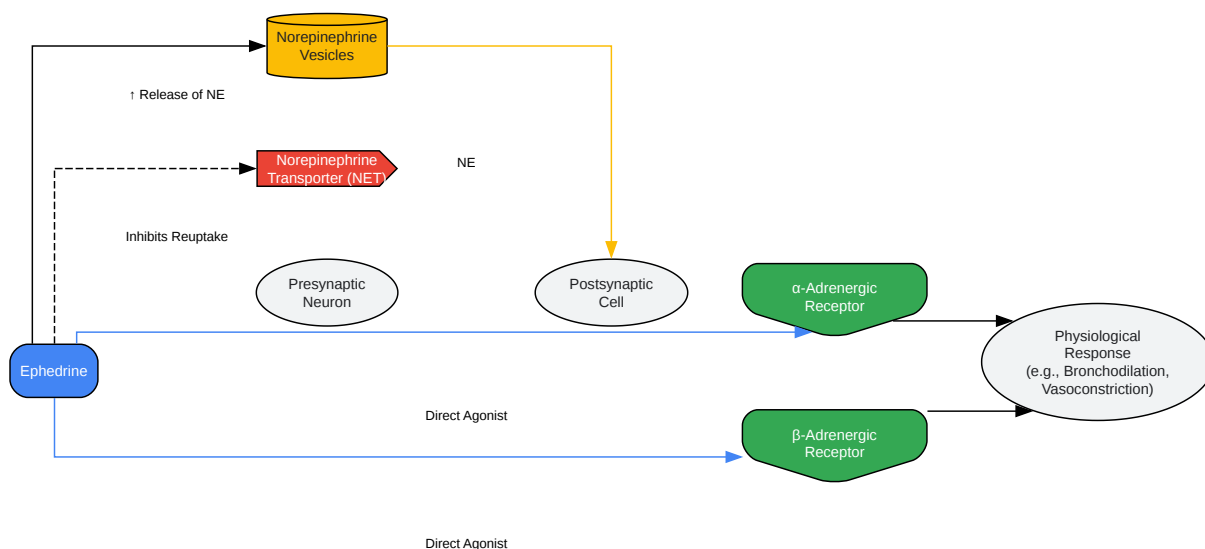 Norepinephrine
Vesicles
↑ Release of NE
Norepinephrine
Transporter (NET)
NE
Inhibits Reuptake
Presynaptic
Neuron
Postsynaptic
Cell
α-Adrenergic
Receptor
Ephedrine
Physiological
Response
(e.g., Bronchodilation,
Vasoconstriction)
Direct Agonist
β-Adrenergic
Receptor
Direct Agonist